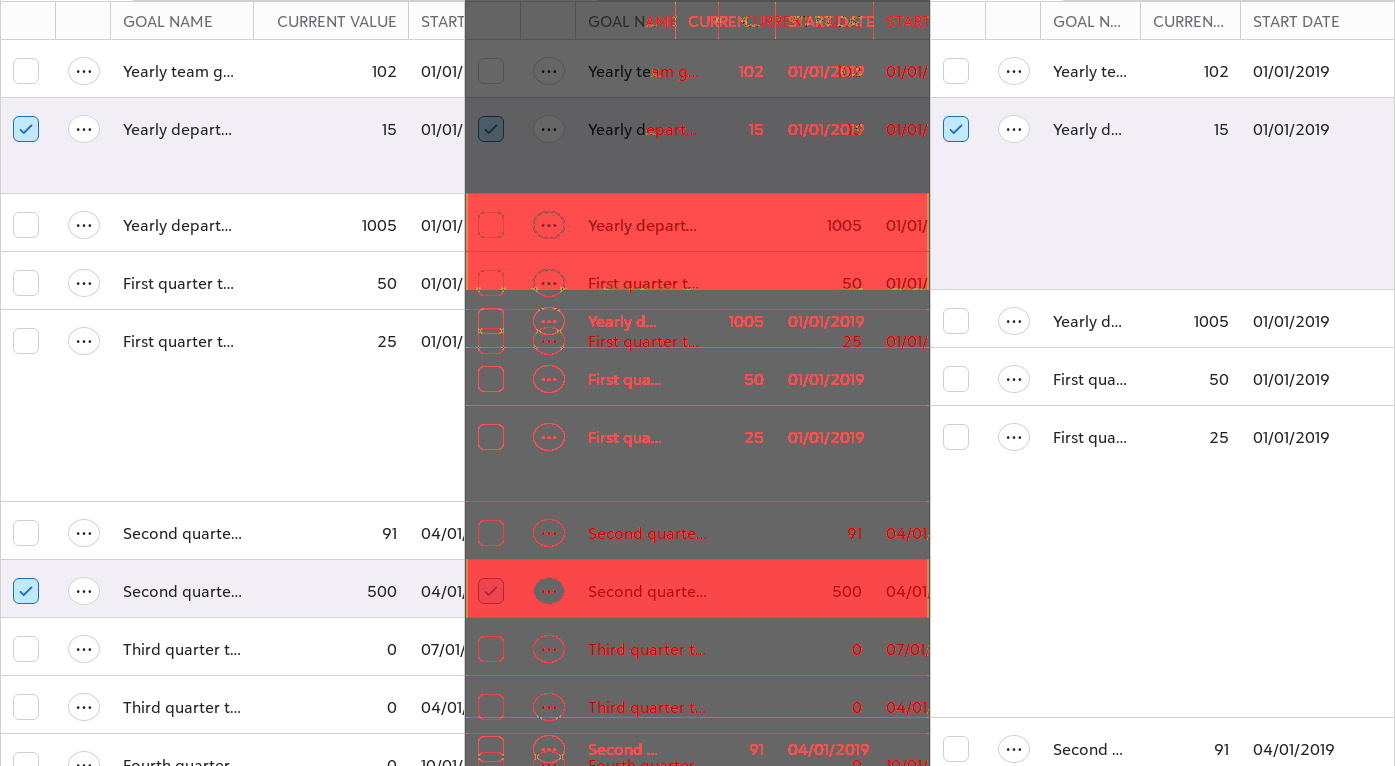 GOAL NAME CURRENT VALUE START
Yearly team g... 102 01/01/
Yearly depart... 15 01/01/
Yearly depart... 1005 01/01/
First quarter t... 50 01/01/
First quarter t... 25 01/01/
Second quarte... 91 04/01/
Second quarte... 500 04/01/
Third quarter t... 0 07/01/
Third quarter t... 0 04/01/
Fourth quarter 0 10/01/
GOAL N
Yearly team g... 102 01/01/2019 01/01/
Yearly depart... 15 01/01/2019 01/01/
Yearly depart... 1005 01/01/
First quarter t... 50 01/01/
Yearly d... 1005 01/01/2019
First quarter t... 25 01/01/
First qua... 50 01/01/2019
First qua... 25 01/01/2019
Second quarte... 91 04/01/
Second quarte... 500 04/01/
Third quarter t... 0 07/01/
Third quarter t... 0 04/01/
Second ... 91 04/01/2019
Fourth quarter 0 10/01/
GOAL N... CURREN... START DATE
Yearly te... 102 01/01/2019
Yearly d... 15 01/01/2019
Yearly d... 1005 01/01/2019
First qua... 50 01/01/2019
First qua... 25 01/01/2019
Second ... 91 04/01/2019